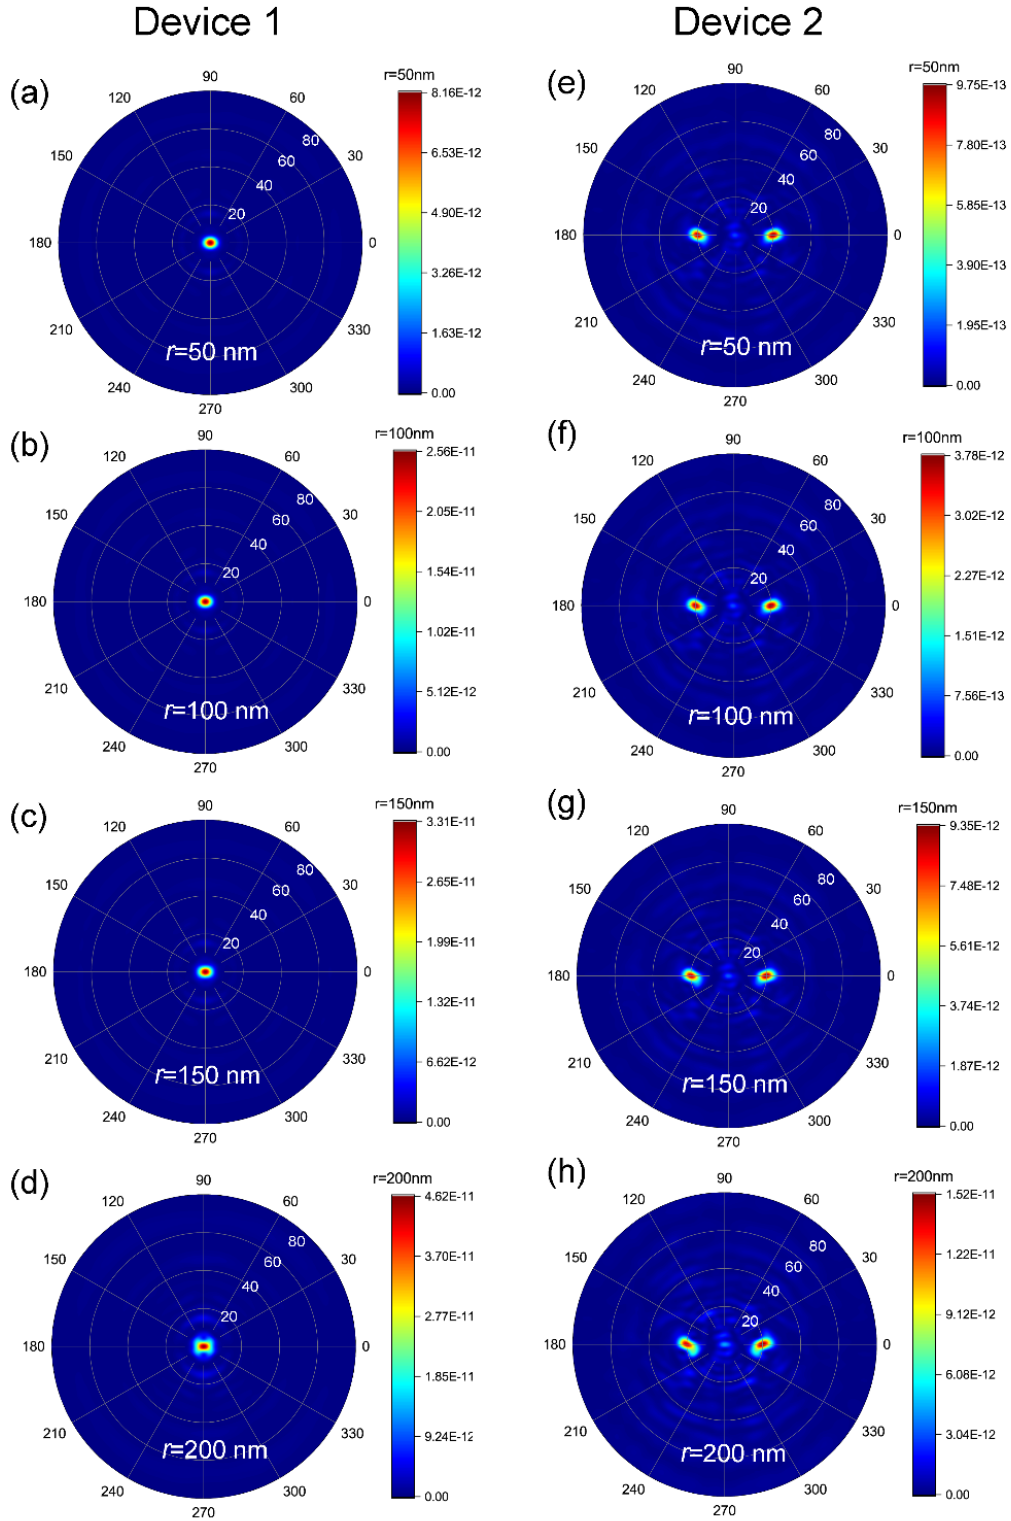 Device 1
Device 2
(a)
r=50nm
90
120
60
150
30
180
0
210
330
240
300
270
80
60
40
20
r=50 nm
8.16E-12
6.53E-12
4.90E-12
3.26E-12
1.63E-12
0.00
(e)
r=50nm
90
120
60
150
30
180
0
210
330
240
300
270
80
60
40
20
r=50 nm
9.75E-13
7.80E-13
5.85E-13
3.90E-13
1.95E-13
0.00
(b)
r=100nm
90
120
60
150
30
180
0
210
330
240
300
270
80
60
40
20
r=100 nm
2.56E-11
2.05E-11
1.54E-11
1.02E-11
5.12E-12
0.00
(f)
r=100nm
90
120
60
150
30
180
0
210
330
240
300
270
80
60
40
20
r=100 nm
3.78E-12
3.02E-12
2.27E-12
1.51E-12
7.56E-13
0.00
(c)
r=150nm
90
120
60
150
30
180
0
210
330
240
300
270
80
60
40
20
r=150 nm
3.31E-11
2.65E-11
1.99E-11
1.32E-11
6.62E-12
0.00
(g)
r=150nm
90
120
60
150
30
180
0
210
330
240
300
270
80
60
40
20
r=150 nm
9.35E-12
7.48E-12
5.61E-12
3.74E-12
1.87E-12
0.00
(d)
r=200nm
90
120
60
150
30
180
0
210
330
240
300
270
80
60
40
20
r=200 nm
4.62E-11
3.70E-11
2.77E-11
1.85E-11
9.24E-12
0.00
(h)
r=200nm
90
120
60
150
30
180
0
210
330
240
300
270
80
60
40
20
r=200 nm
1.52E-11
1.22E-11
9.12E-12
6.08E-12
3.04E-12
0.00